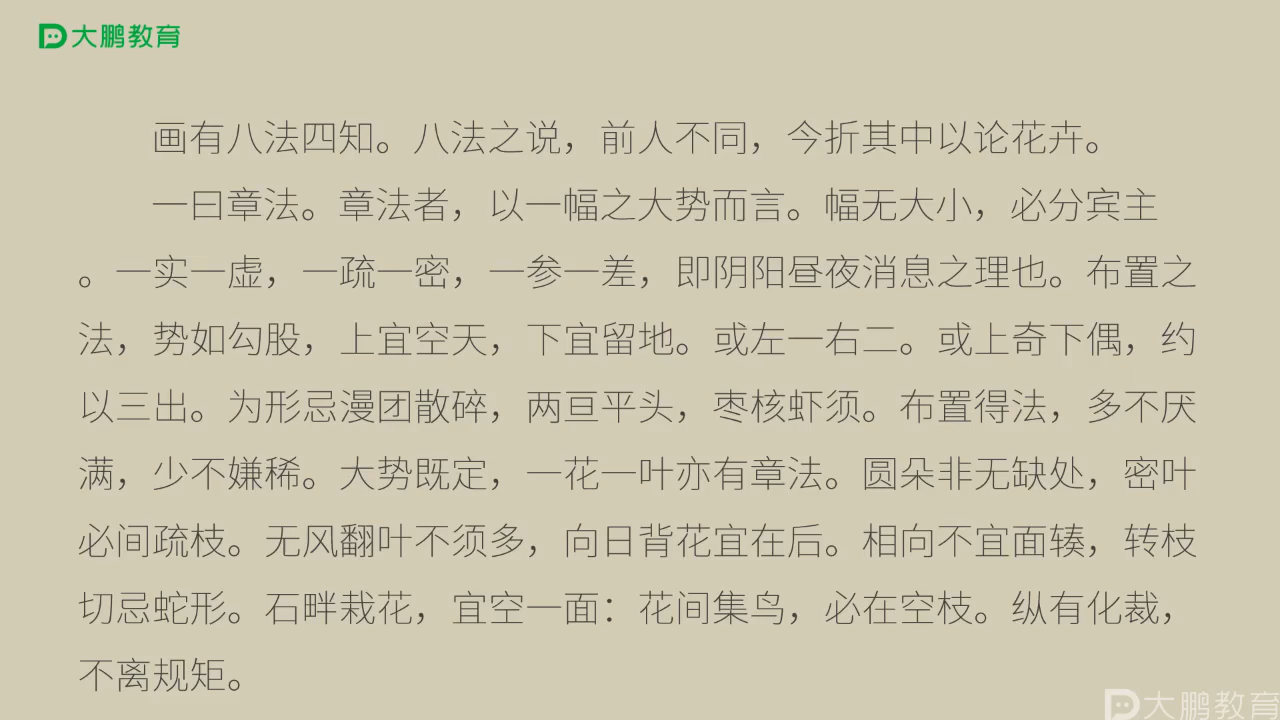 大鹏教育
画有八法四知。八法之说，前人不同，今折其中以论花卉。
一曰章法。章法者，以一幅之大势而言。幅无大小，必分宾主
。一实一虚，一疏一密，一参一差，即阴阳昼夜消息之理也。布置之
法，势如勾股，上宜空天，下宜留地。或左一右二。或上奇下偶，约
以三出。为形忌漫团散碎，两亘平头，枣核虾须。布置得法，多不厌
满，少不嫌稀。大势既定，一花一叶亦有章法。圆朵非无缺处，密叶
必间疏枝。无风翻叶不须多，向日背花宜在后。相向不宜面辏，转枝
切忌蛇形。石畔栽花，宜空一面：花间集鸟，必在空枝。纵有化裁，
不离规矩。
大鹏教育